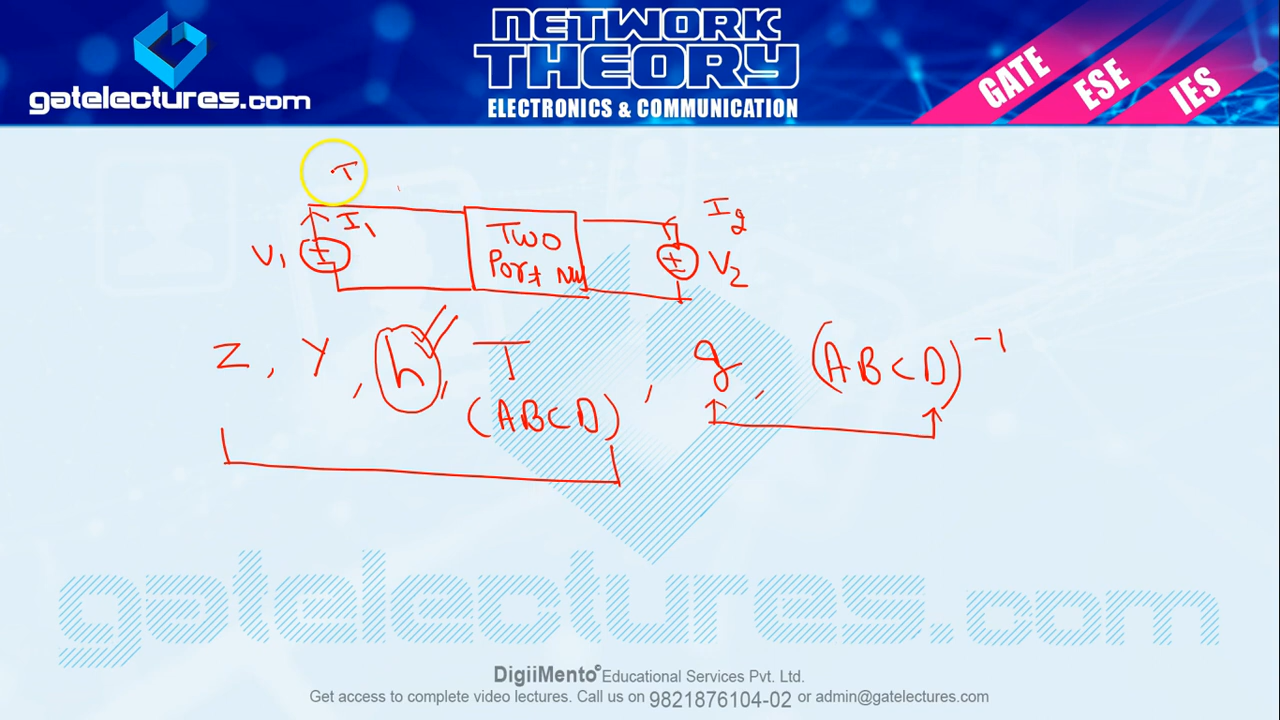 gatelectures.com
NETWORK
THEORY
ELECTRONICS & COMMUNICATION
GATE
ESE
IES
I₁
V₁
TWO
Port NW
I₂
V₂
Z, Y, h, T, g, (ABCD)⁻¹
(ABCD)
gatelectures.com
DigiiMento© Educational Services Pvt. Ltd.
Get access to complete video lectures. Call us on 9821876104-02 or admin@gatelectures.com